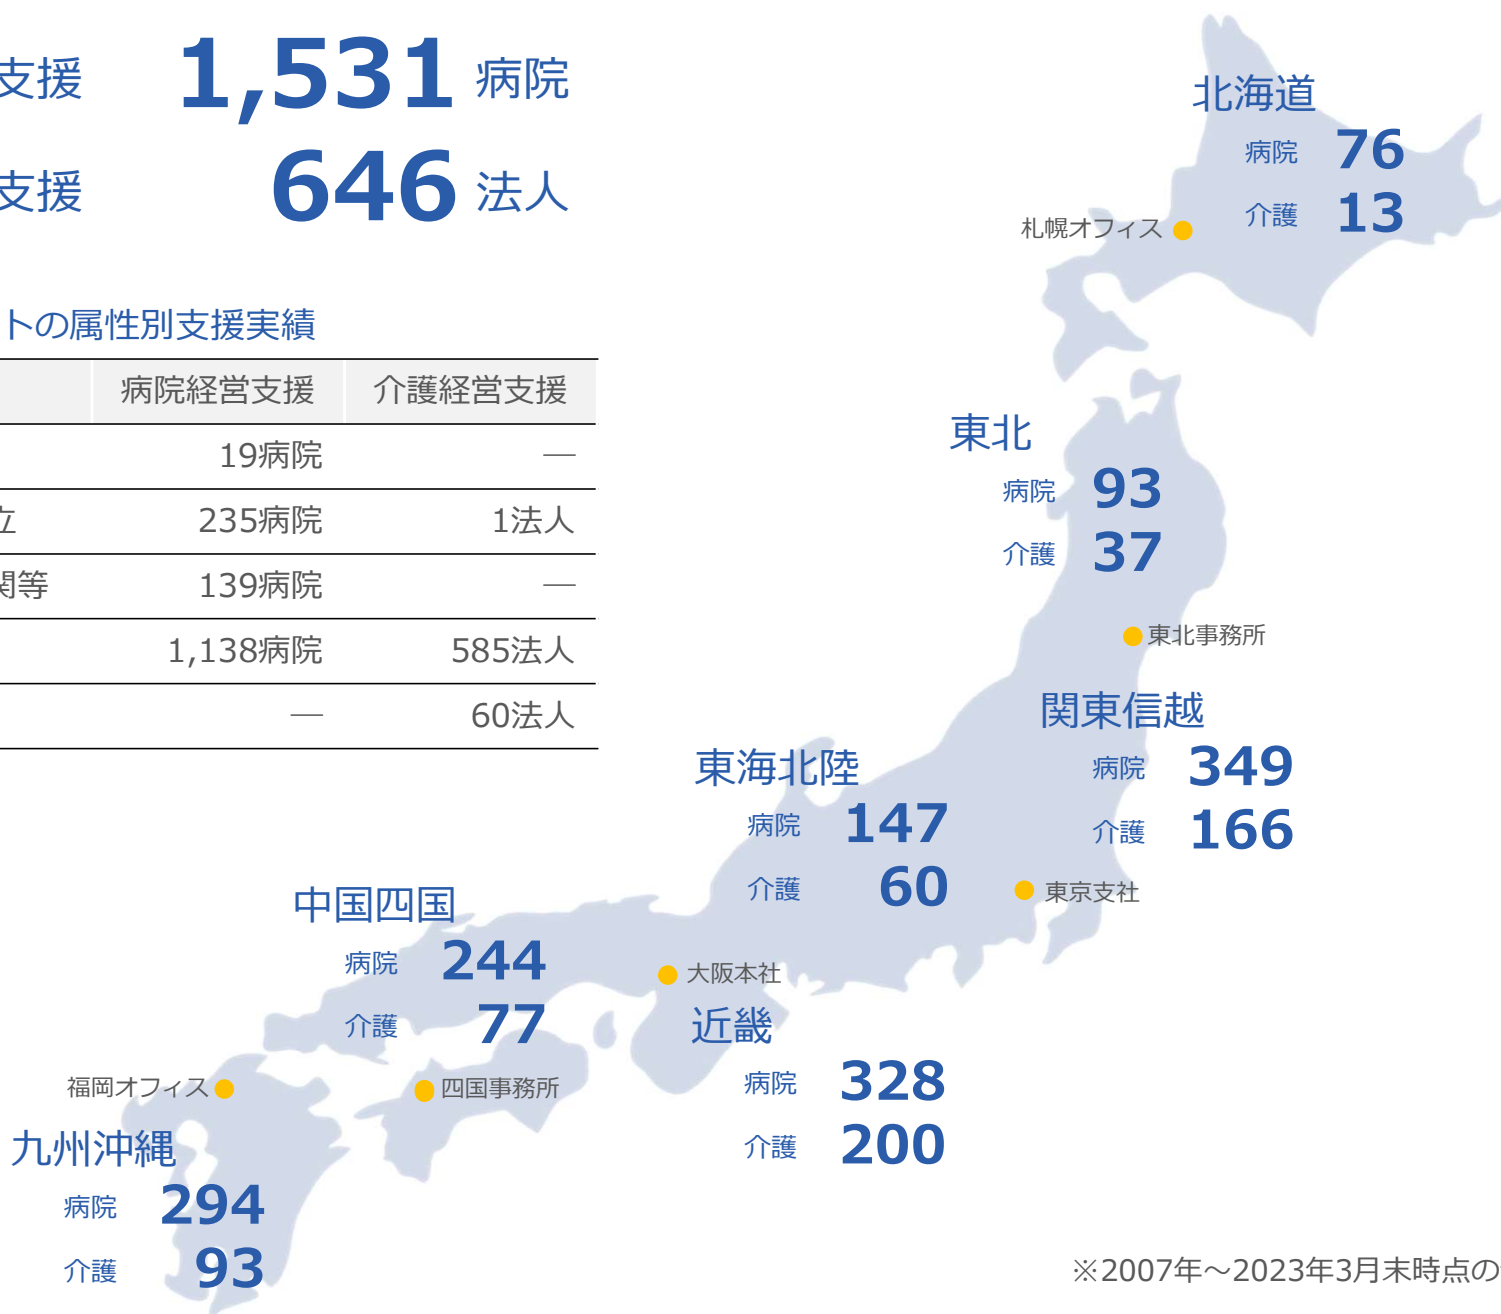 支援 1,531 病院
支援 646 法人
トの属性別支援実績
病院経営支援 介護経営支援
19病院 ―
立 235病院 1法人
関等 139病院 ―
1,138病院 585法人
― 60法人
北海道
病院 76
介護 13
札幌オフィス
東北
病院 93
介護 37
東北事務所
関東信越
病院 349
介護 166
東京支社
東海北陸
病院 147
介護 60
中国四国
病院 244
介護 77
大阪本社
近畿
病院 328
介護 200
福岡オフィス
四国事務所
九州沖縄
病院 294
介護 93
※2007年～2023年3月末時点の